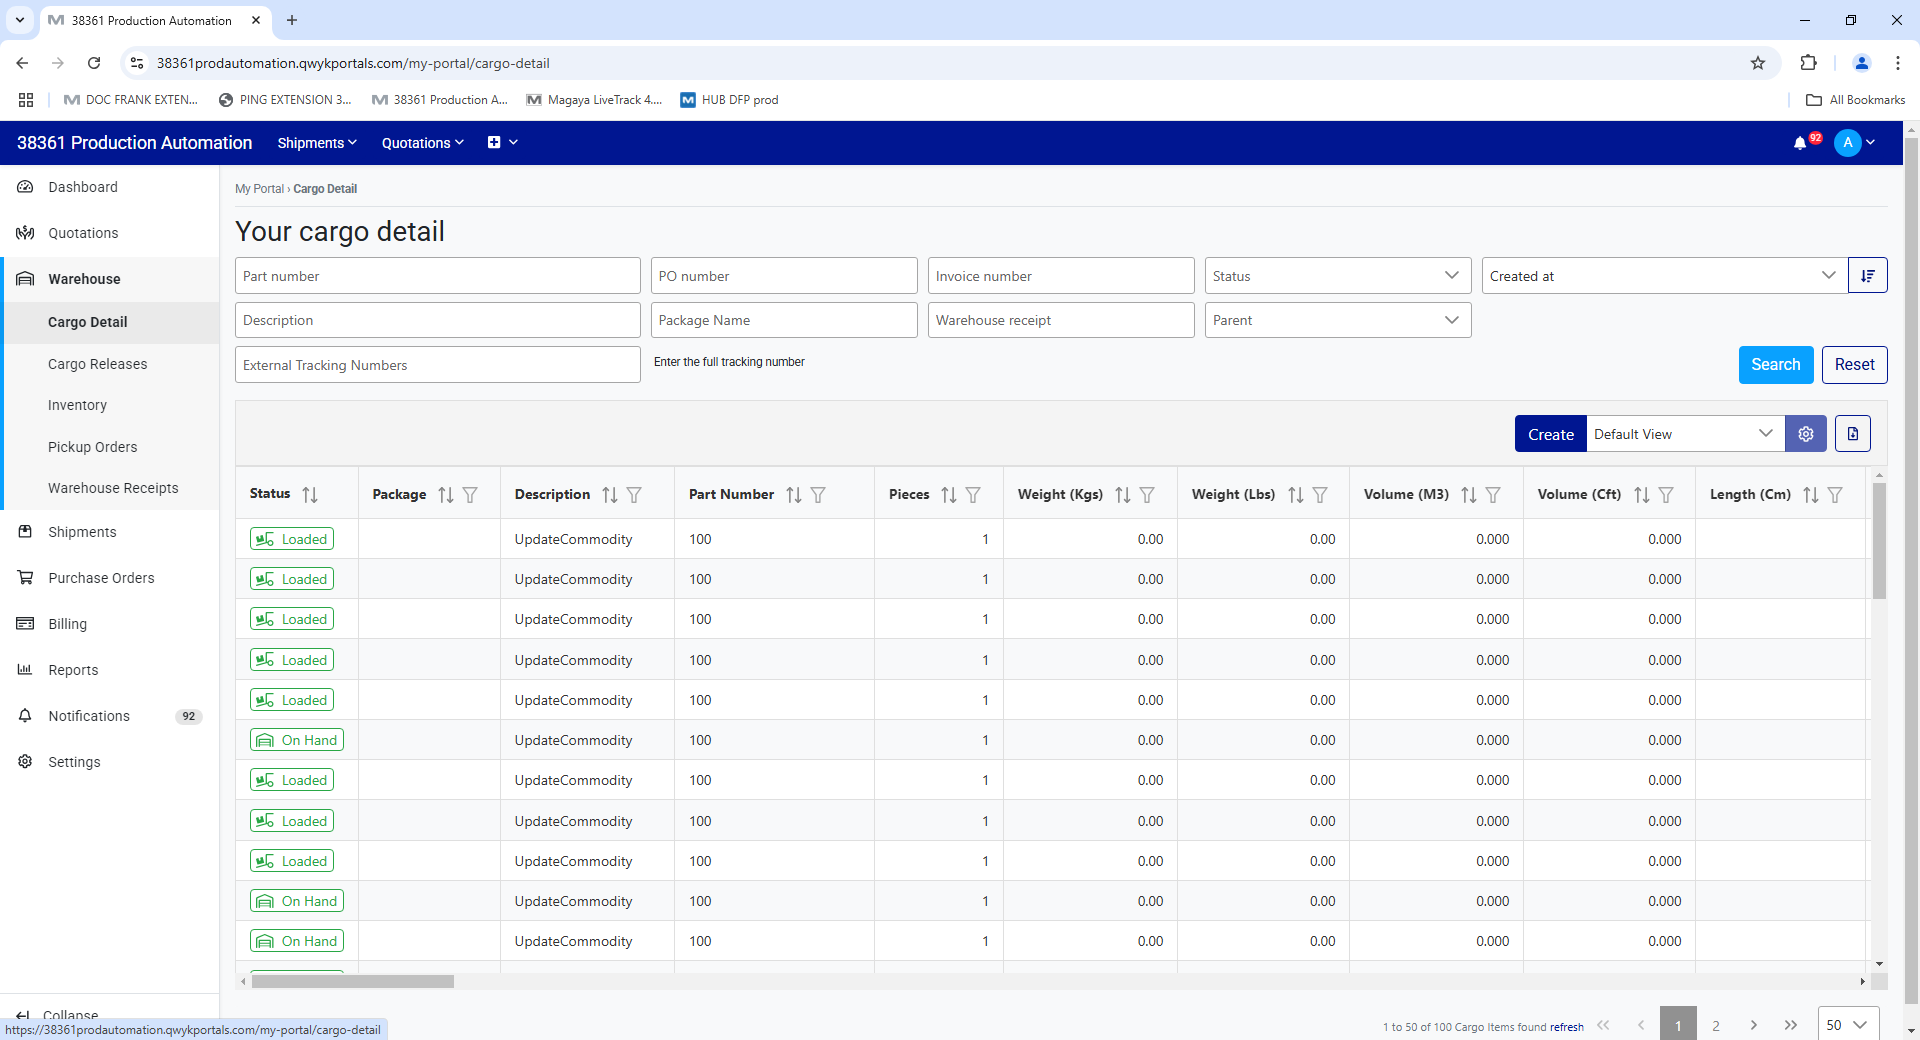 38361 Production Automation
38361prodautomation.qwykportals.com/my-portal/cargo-detail
DOC FRANK EXTEN...
PING EXTENSION 3...
38361 Production A...
Magaya LiveTrack 4....
HUB DFP prod
All Bookmarks
38361 Production Automation
Shipments
Quotations
92
A
Dashboard
Quotations
Warehouse
Cargo Detail
Cargo Releases
Inventory
Pickup Orders
Warehouse Receipts
Shipments
Purchase Orders
Billing
Reports
Notifications 92
Settings
Collapse
https://38361prodautomation.qwykportals.com/my-portal/cargo-detail
My Portal › Cargo Detail
Your cargo detail
Part number PO number Invoice number Status Created at
Description Package Name Warehouse receipt Parent
External Tracking Numbers Enter the full tracking number
Search Reset
Create Default View
Status Package Description Part Number Pieces Weight (Kgs) Weight (Lbs) Volume (M3) Volume (Cft) Length (Cm)
Loaded UpdateCommodity 100 1 0.00 0.00 0.000 0.000
Loaded UpdateCommodity 100 1 0.00 0.00 0.000 0.000
Loaded UpdateCommodity 100 1 0.00 0.00 0.000 0.000
Loaded UpdateCommodity 100 1 0.00 0.00 0.000 0.000
Loaded UpdateCommodity 100 1 0.00 0.00 0.000 0.000
On Hand UpdateCommodity 100 1 0.00 0.00 0.000 0.000
Loaded UpdateCommodity 100 1 0.00 0.00 0.000 0.000
Loaded UpdateCommodity 100 1 0.00 0.00 0.000 0.000
Loaded UpdateCommodity 100 1 0.00 0.00 0.000 0.000
On Hand UpdateCommodity 100 1 0.00 0.00 0.000 0.000
On Hand UpdateCommodity 100 1 0.00 0.00 0.000 0.000
1 to 50 of 100 Cargo Items found refresh 1 2 50